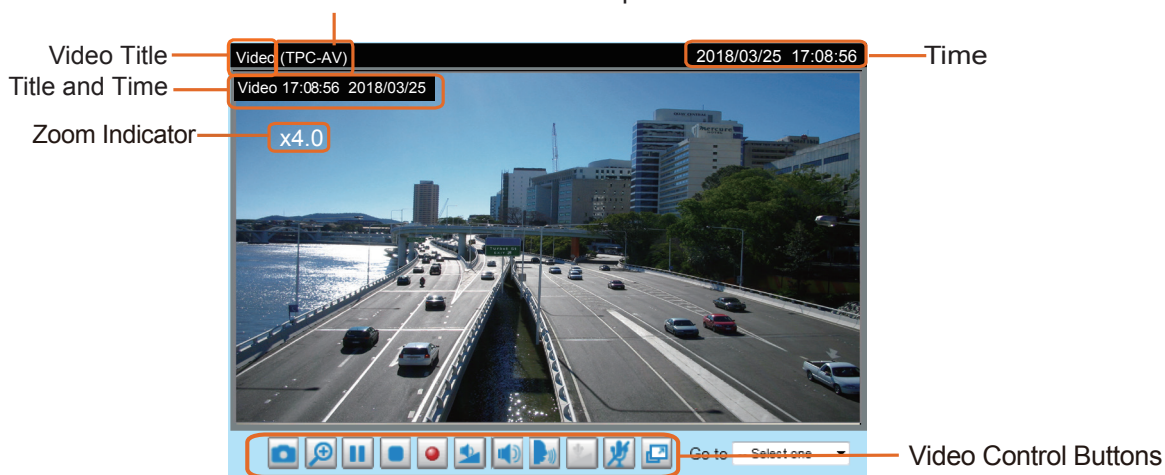 Video Title
Video (TPC-AV)
2018/03/25 17:08:56
Time
Title and Time
Video 17:08:56 2018/03/25
Zoom Indicator
x4.0
mercure
Go to
Select one
Video Control Buttons